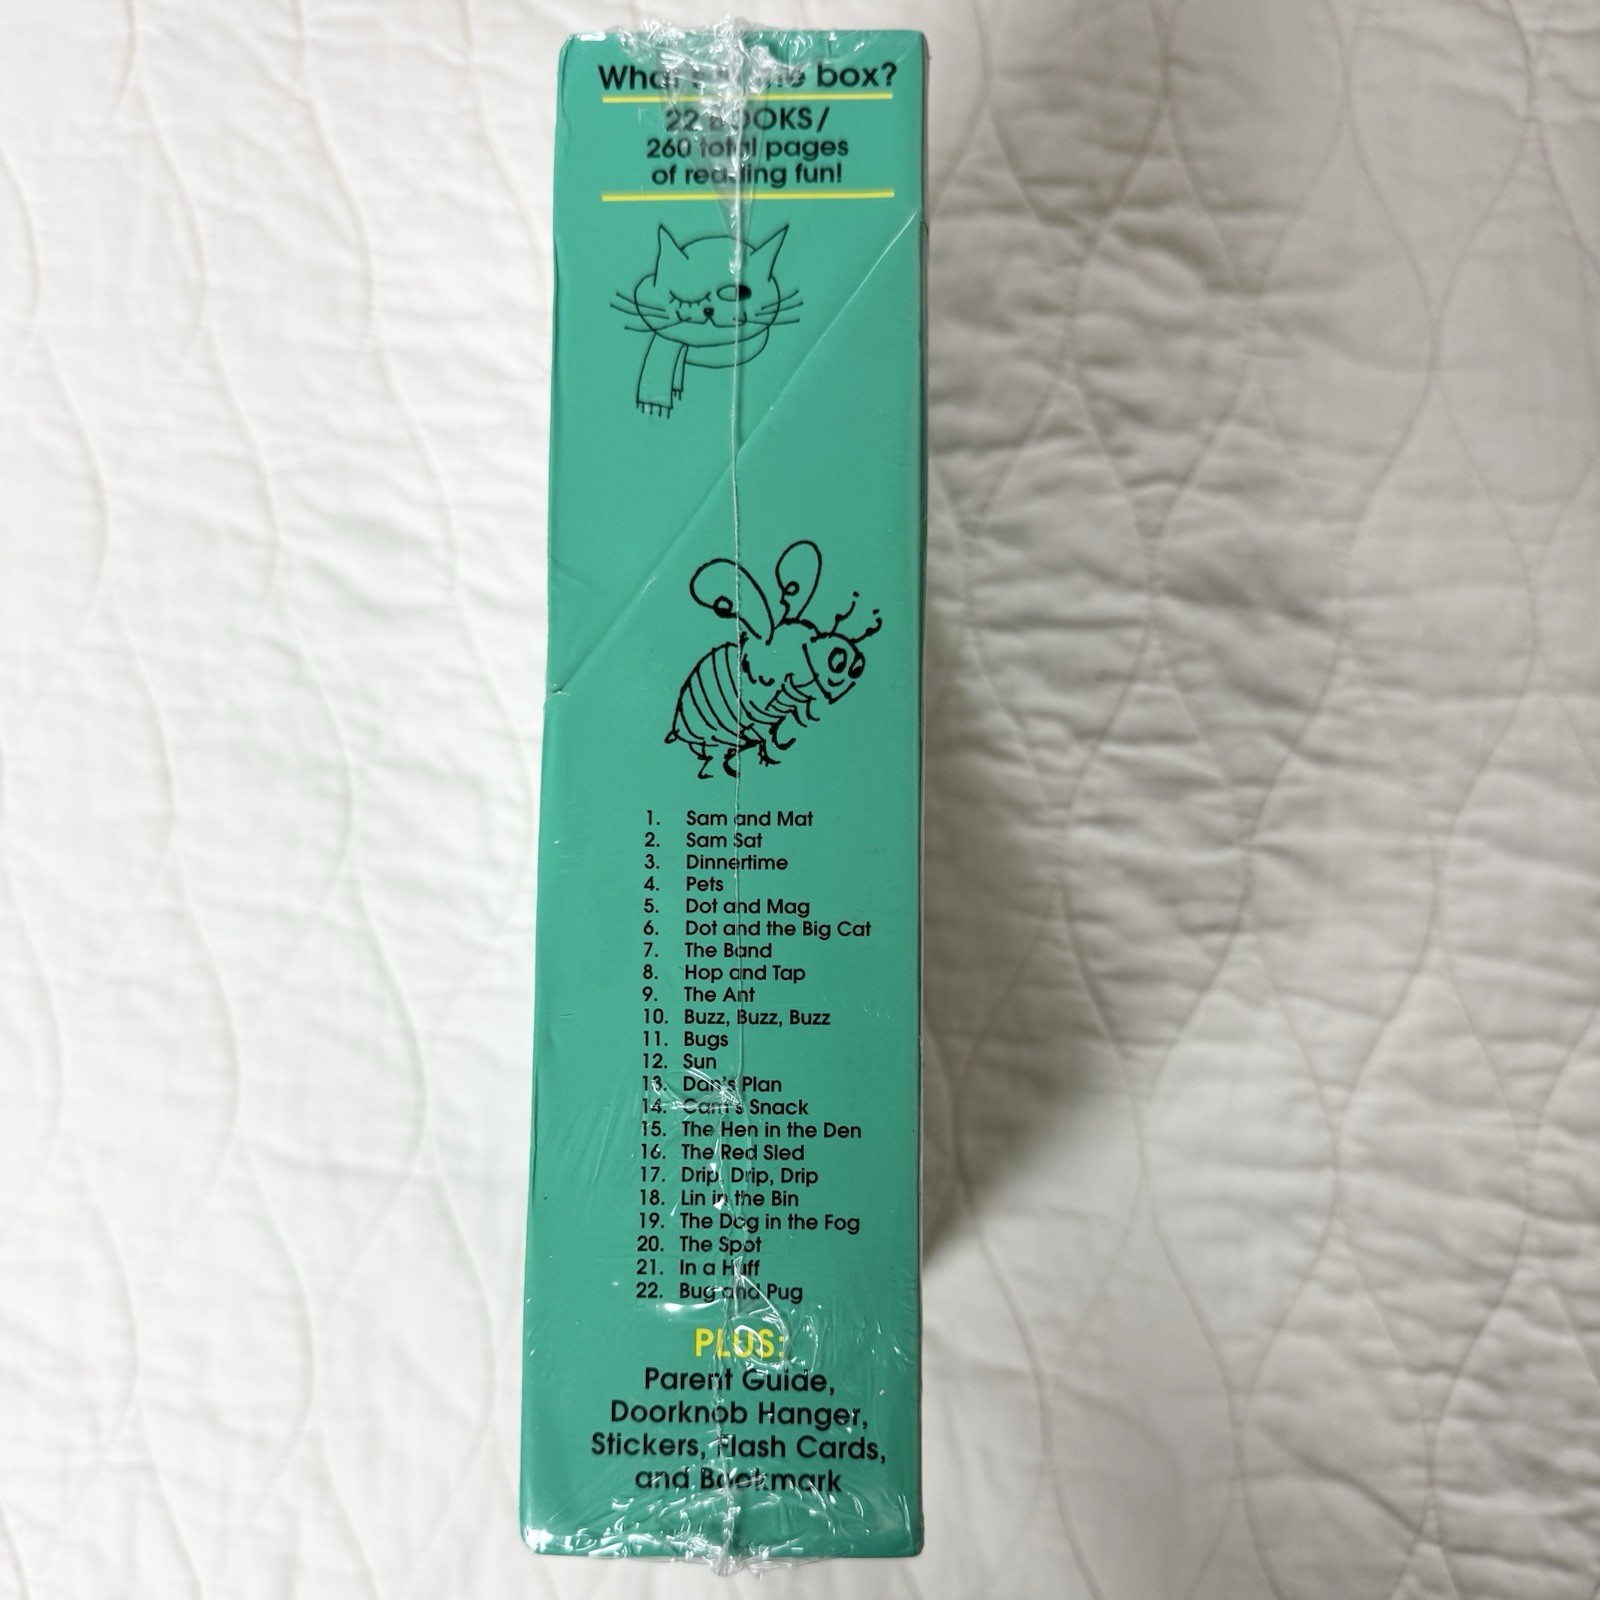 What's in the box?
22 BOOKS/
260 total pages
of reading fun!
1. Sam and Mat
2. Sam Sat
3. Dinnertime
4. Pets
5. Dot and Mag
6. Dot and the Big Cat
7. The Band
8. Hop and Tap
9. The Ant
10. Buzz, Buzz, Buzz
11. Bugs
12. Sun
13. Dan's Plan
14. Cam's Snack
15. The Hen in the Den
16. The Red Sled
17. Drip, Drip, Drip
18. Lin in the Bin
19. The Dog in the Fog
20. The Spot
21. In a Huff
22. Bug and Pug
PLUS:
Parent Guide,
Doorknob Hanger,
Stickers, Flash Cards,
and Bookmark